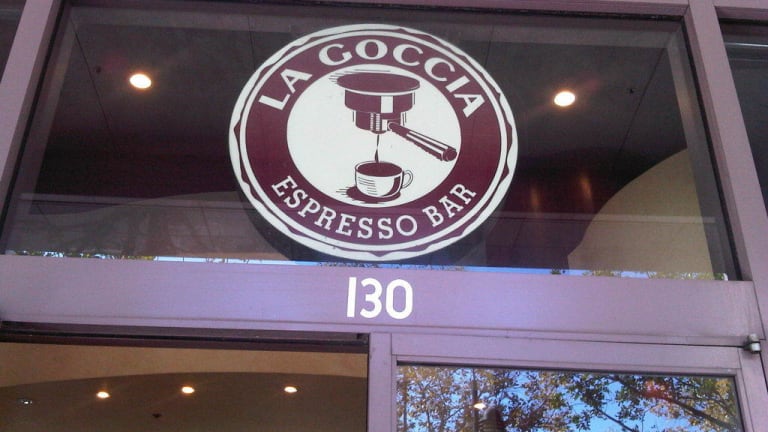 LA GOCCIA
ESPRESSO BAR
130